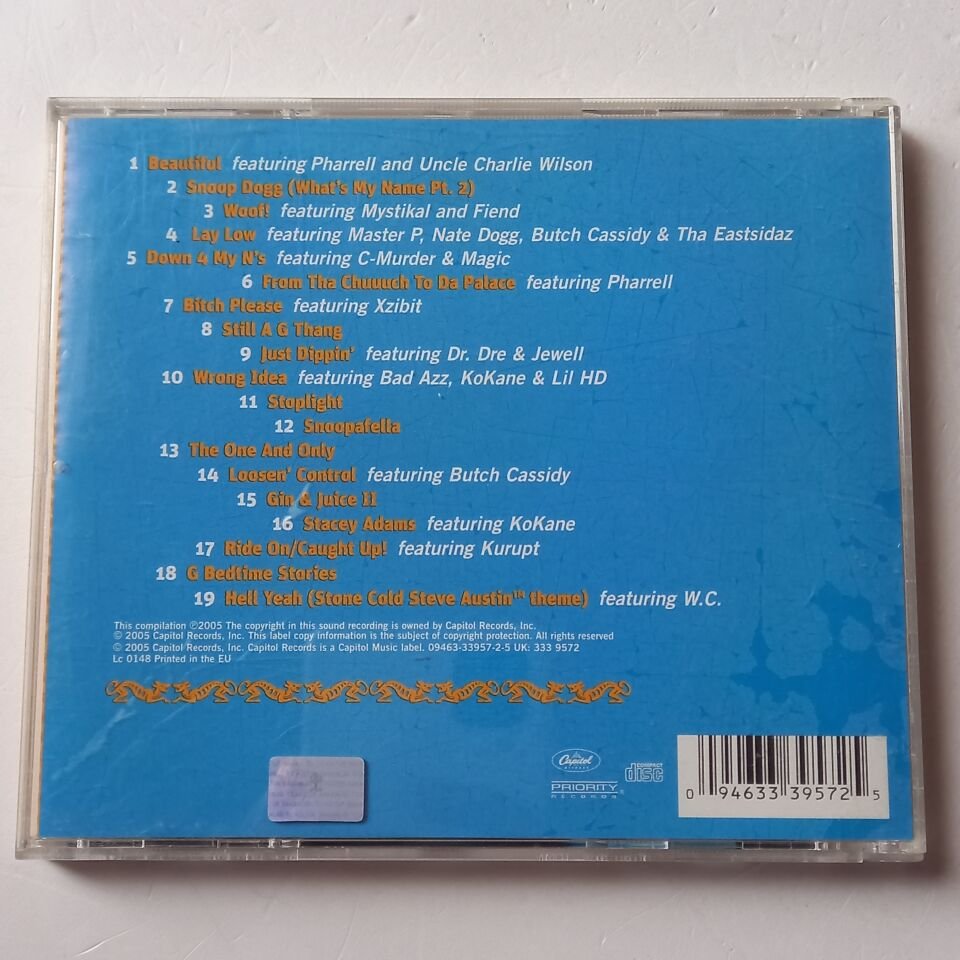 1 Beautiful featuring Pharrell and Uncle Charlie Wilson
2 Snoop Dogg (What's My Name Pt. 2)
3 Woof! featuring Mystikal and Fiend
4 Lay Low featuring Master P, Nate Dogg, Butch Cassidy & Tha Eastsidaz
5 Down 4 My N's featuring C-Murder & Magic
6 From Tha Chuuuch To Da Palace featuring Pharrell
7 Bitch Please featuring Xzibit
8 Still A G Thang
9 Just Dippin' featuring Dr. Dre & Jewell
10 Wrong Idea featuring Bad Azz, KoKane & Lil HD
11 Stoplight
12 Snoopafella
13 The One And Only
14 Loosen' Control featuring Butch Cassidy
15 Gin & Juice II
16 Stacey Adams featuring KoKane
17 Ride On/Caught Up! featuring Kurupt
18 G Bedtime Stories
19 Hell Yeah (Stone Cold Steve Austin™ theme) featuring W.C.
This compilation ℗2005 The copyright in this sound recording is owned by Capitol Records, Inc.
© 2005 Capitol Records, Inc. This label copy information is the subject of copyright protection. All rights reserved
© 2005 Capitol Records, Inc. Capitol Records is a Capitol Music label. 09463-33957-2-5 UK: 333 9572
Lc 0148 Printed in the EU
Capitol
PRIORITY®
RECORDS
COMPACT
disc
0 94633 39572 5